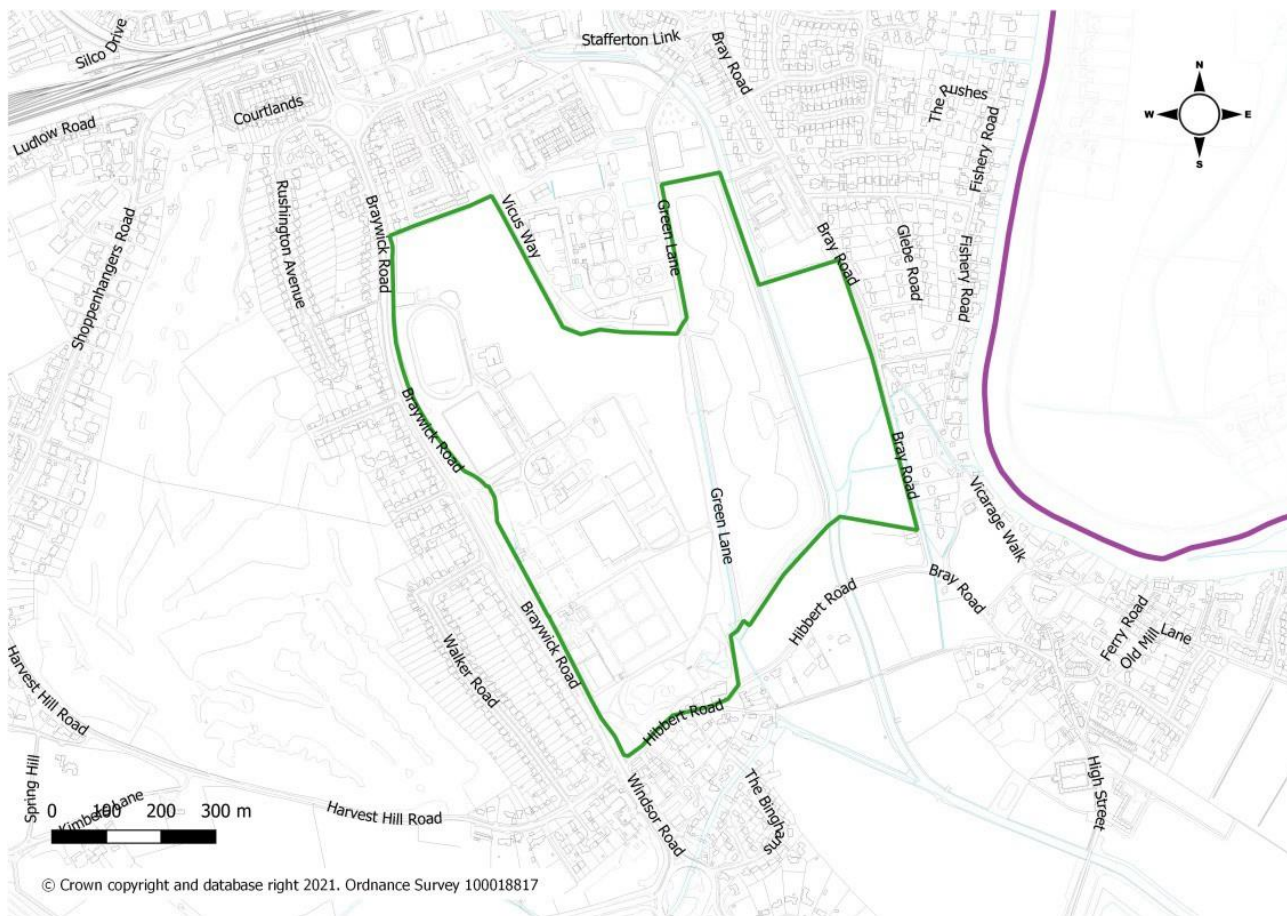 Silco Drive
Stafferton Link
Bray Road
N
W
E
S
The Rushes
Courtlands
Ludlow Road
Fishery Road
Rushington Avenue
Braywick Road
Vicus Way
Green Lane
Bray Road
Glebe Road
Fishery Road
Shoppenhangers Road
Braywick Road
Bray Road
Green Lane
Vicarage Walk
Bray Road
Hibbert Road
Ferry Road
Old Mill Lane
Braywick Road
Walker Road
Harvest Hill Road
Hibbert Road
Spring Hill
The Binghams
High Street
Windsor Road
0 100 200 300 m
Kimbers Lane
Harvest Hill Road
© Crown copyright and database right 2021. Ordnance Survey 100018817